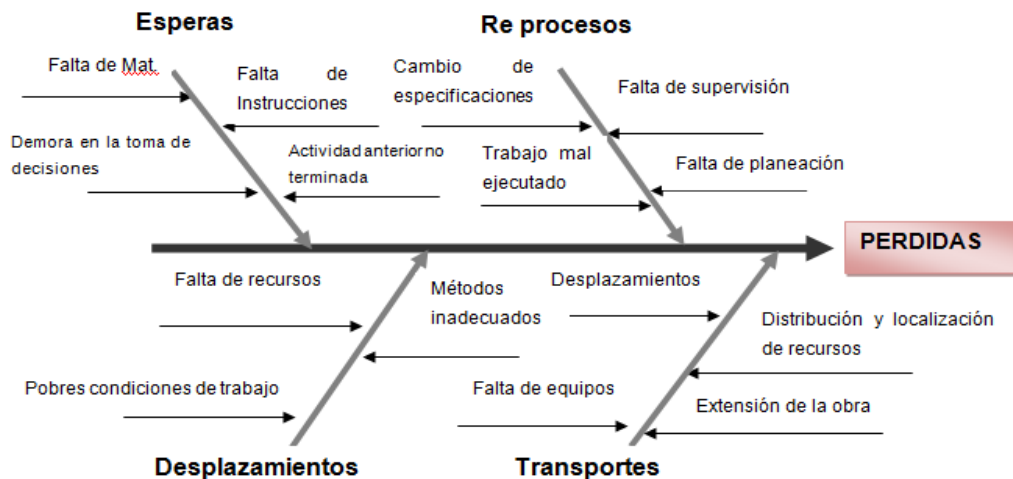 Esperas
Re procesos
Falta de Mat.
Falta de
Instrucciones
Cambio de
especificaciones
Falta de supervisión
Demora en la toma de
decisiones
Actividad anterior no
terminada
Trabajo mal
ejecutado
Falta de planeación
PERDIDAS
Falta de recursos
Métodos
inadecuados
Desplazamientos
Distribución y localización
de recursos
Pobres condiciones de trabajo
Falta de equipos
Extensión de la obra
Desplazamientos
Transportes